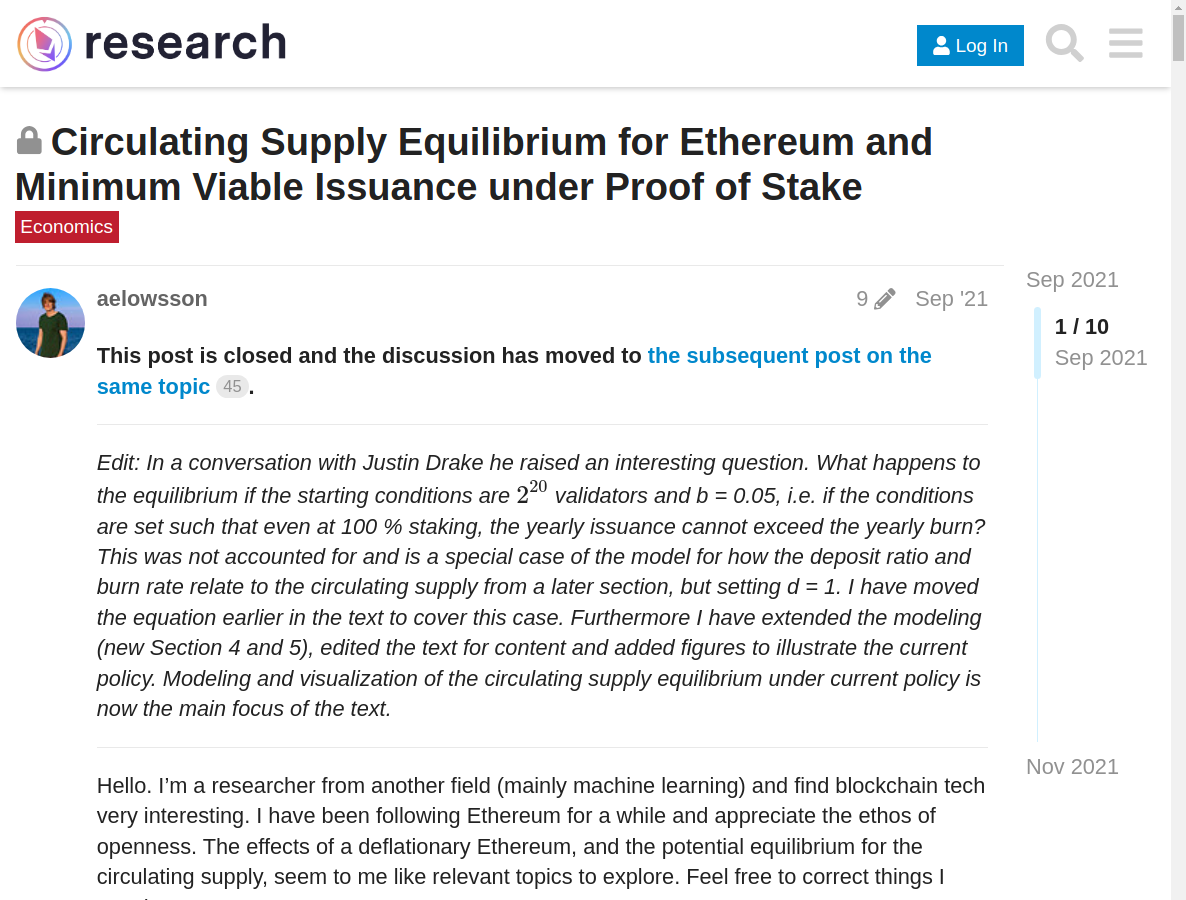 research
Log In
Circulating Supply Equilibrium for Ethereum and
Minimum Viable Issuance under Proof of Stake
Economics
aelowsson
9
Sep '21
Sep 2021
1 / 10
Sep 2021
This post is closed and the discussion has moved to the subsequent post on the
same topic 45.
Edit: In a conversation with Justin Drake he raised an interesting question. What happens to
the equilibrium if the starting conditions are 2^20 validators and b = 0.05, i.e. if the conditions
are set such that even at 100 % staking, the yearly issuance cannot exceed the yearly burn?
This was not accounted for and is a special case of the model for how the deposit ratio and
burn rate relate to the circulating supply from a later section, but setting d = 1. I have moved
the equation earlier in the text to cover this case. Furthermore I have extended the modeling
(new Section 4 and 5), edited the text for content and added figures to illustrate the current
policy. Modeling and visualization of the circulating supply equilibrium under current policy is
now the main focus of the text.
Nov 2021
Hello. I’m a researcher from another field (mainly machine learning) and find blockchain tech
very interesting. I have been following Ethereum for a while and appreciate the ethos of
openness. The effects of a deflationary Ethereum, and the potential equilibrium for the
circulating supply, seem to me like relevant topics to explore. Feel free to correct things I